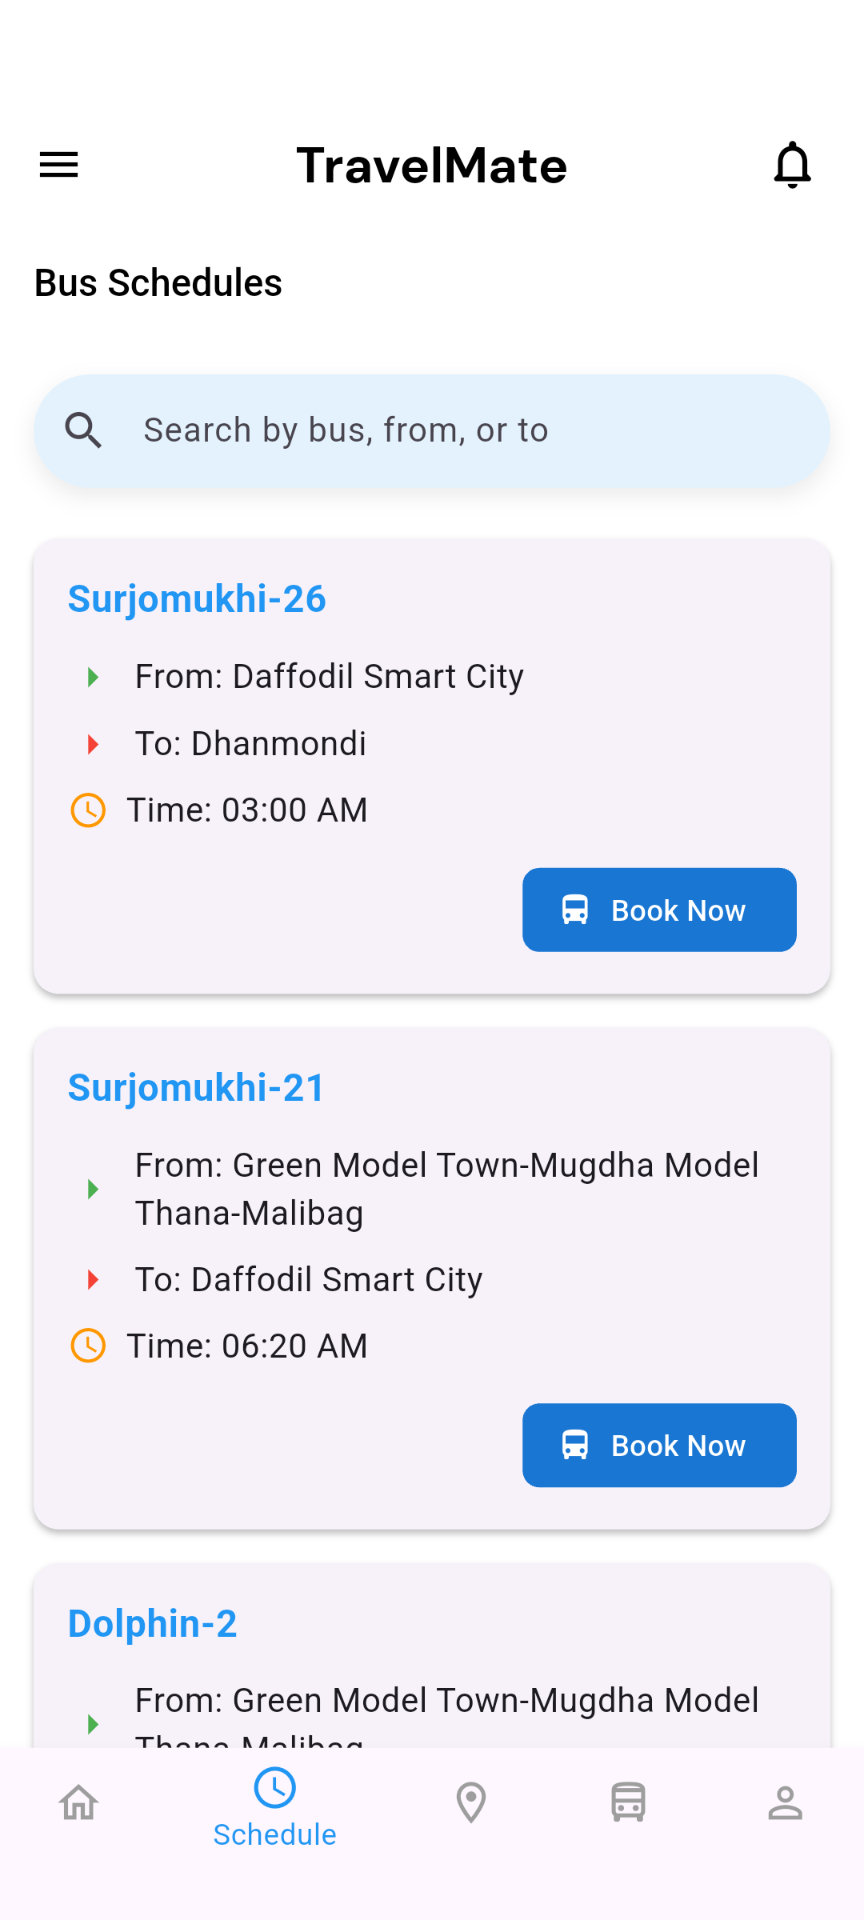 TravelMate
Bus Schedules
Search by bus, from, or to
Surjomukhi-26
From: Daffodil Smart City
To: Dhanmondi
Time: 03:00 AM
Book Now
Surjomukhi-21
From: Green Model Town-Mugdha Model
Thana-Malibag
To: Daffodil Smart City
Time: 06:20 AM
Book Now
Dolphin-2
From: Green Model Town-Mugdha Model
Thana-Malibag
Schedule